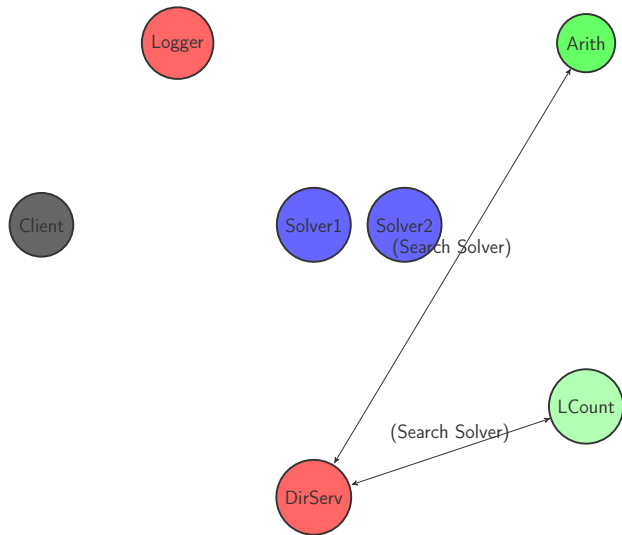 Logger
Arith
Client
Solver1
Solver2
(Search Solver)
LCount
(Search Solver)
DirServ